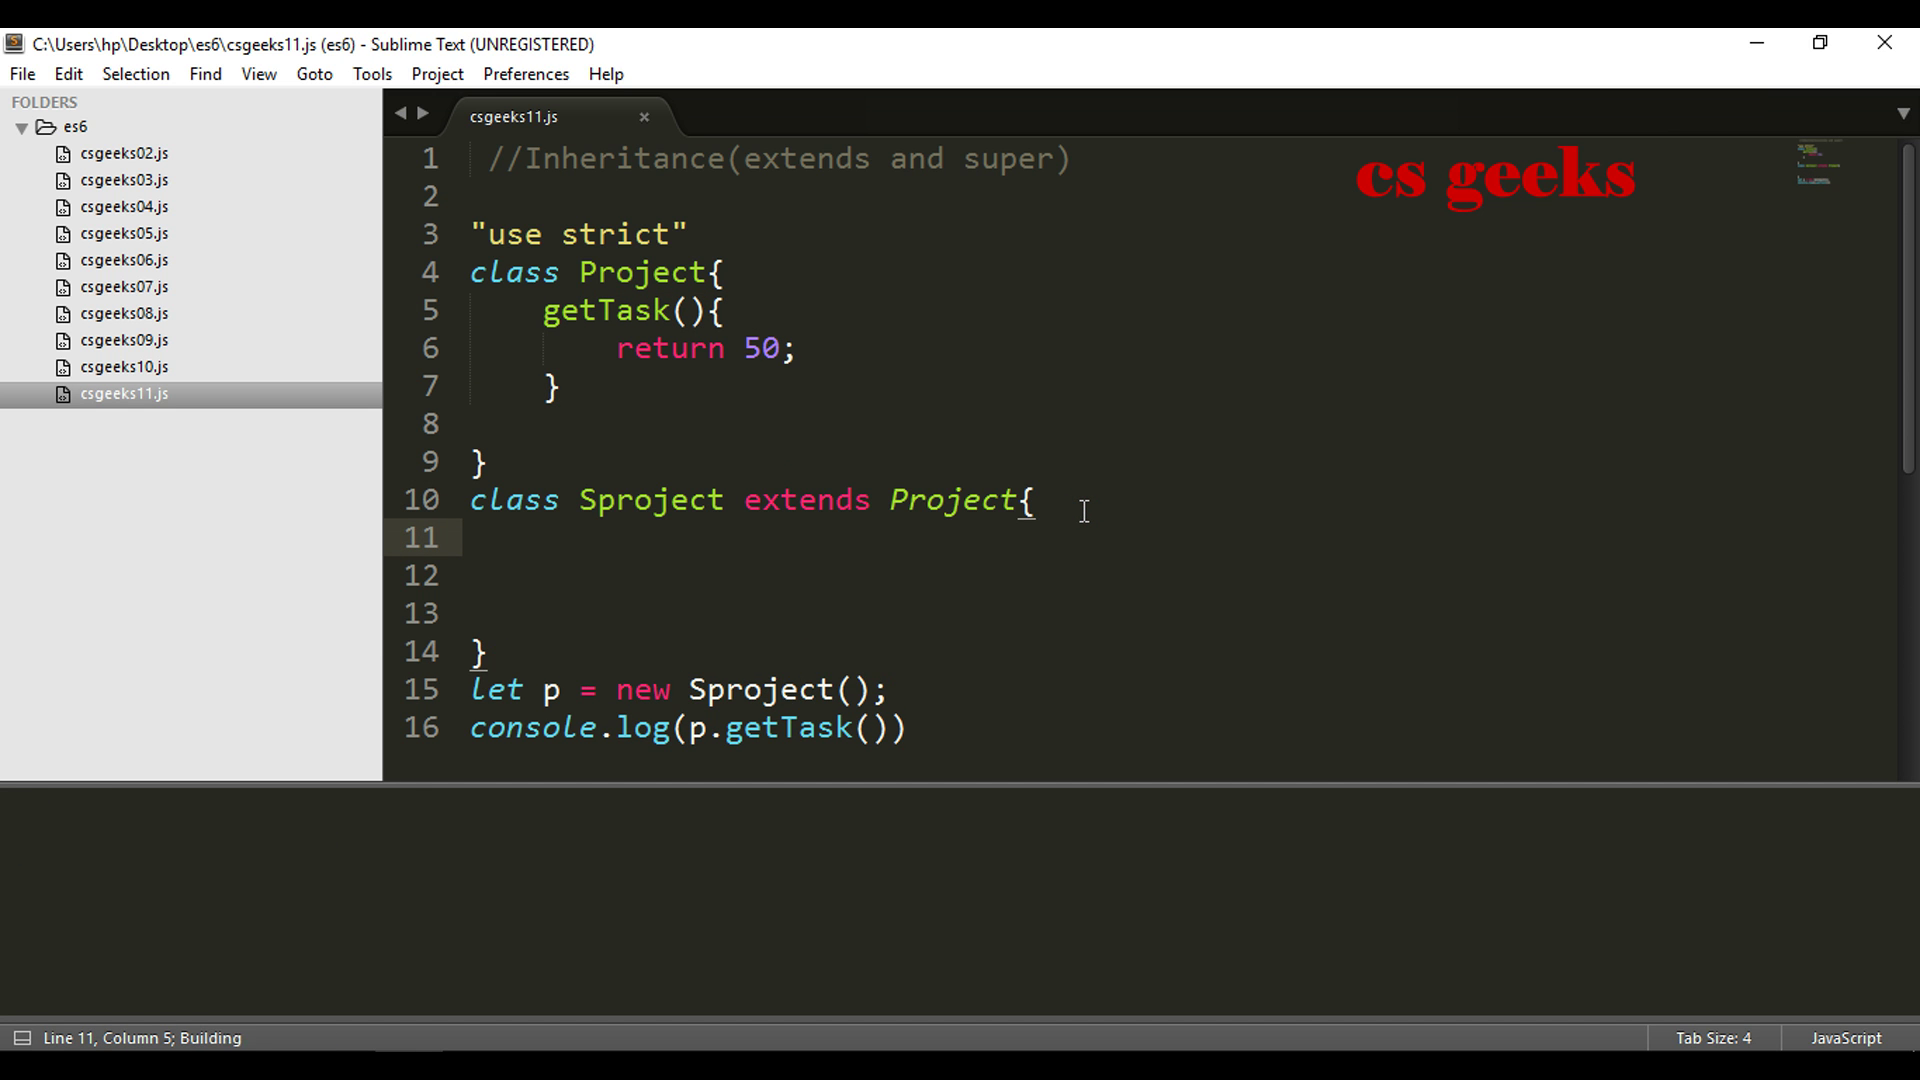 C:\Users\hp\Desktop\es6\csgeeks11.js (es6) - Sublime Text (UNREGISTERED)
File Edit Selection Find View Goto Tools Project Preferences Help
FOLDERS
es6
csgeeks02.js
csgeeks03.js
csgeeks04.js
csgeeks05.js
csgeeks06.js
csgeeks07.js
csgeeks08.js
csgeeks09.js
csgeeks10.js
csgeeks11.js
csgeeks11.js
cs geeks
1 //Inheritance(extends and super)
2
3 "use strict"
4 class Project{
5 getTask(){
6 return 50;
7 }
8
9 }
10 class Sproject extends Project{
11
12
13
14 }
15 let p = new Sproject();
16 console.log(p.getTask())
Line 11, Column 5; Building
Tab Size: 4
JavaScript